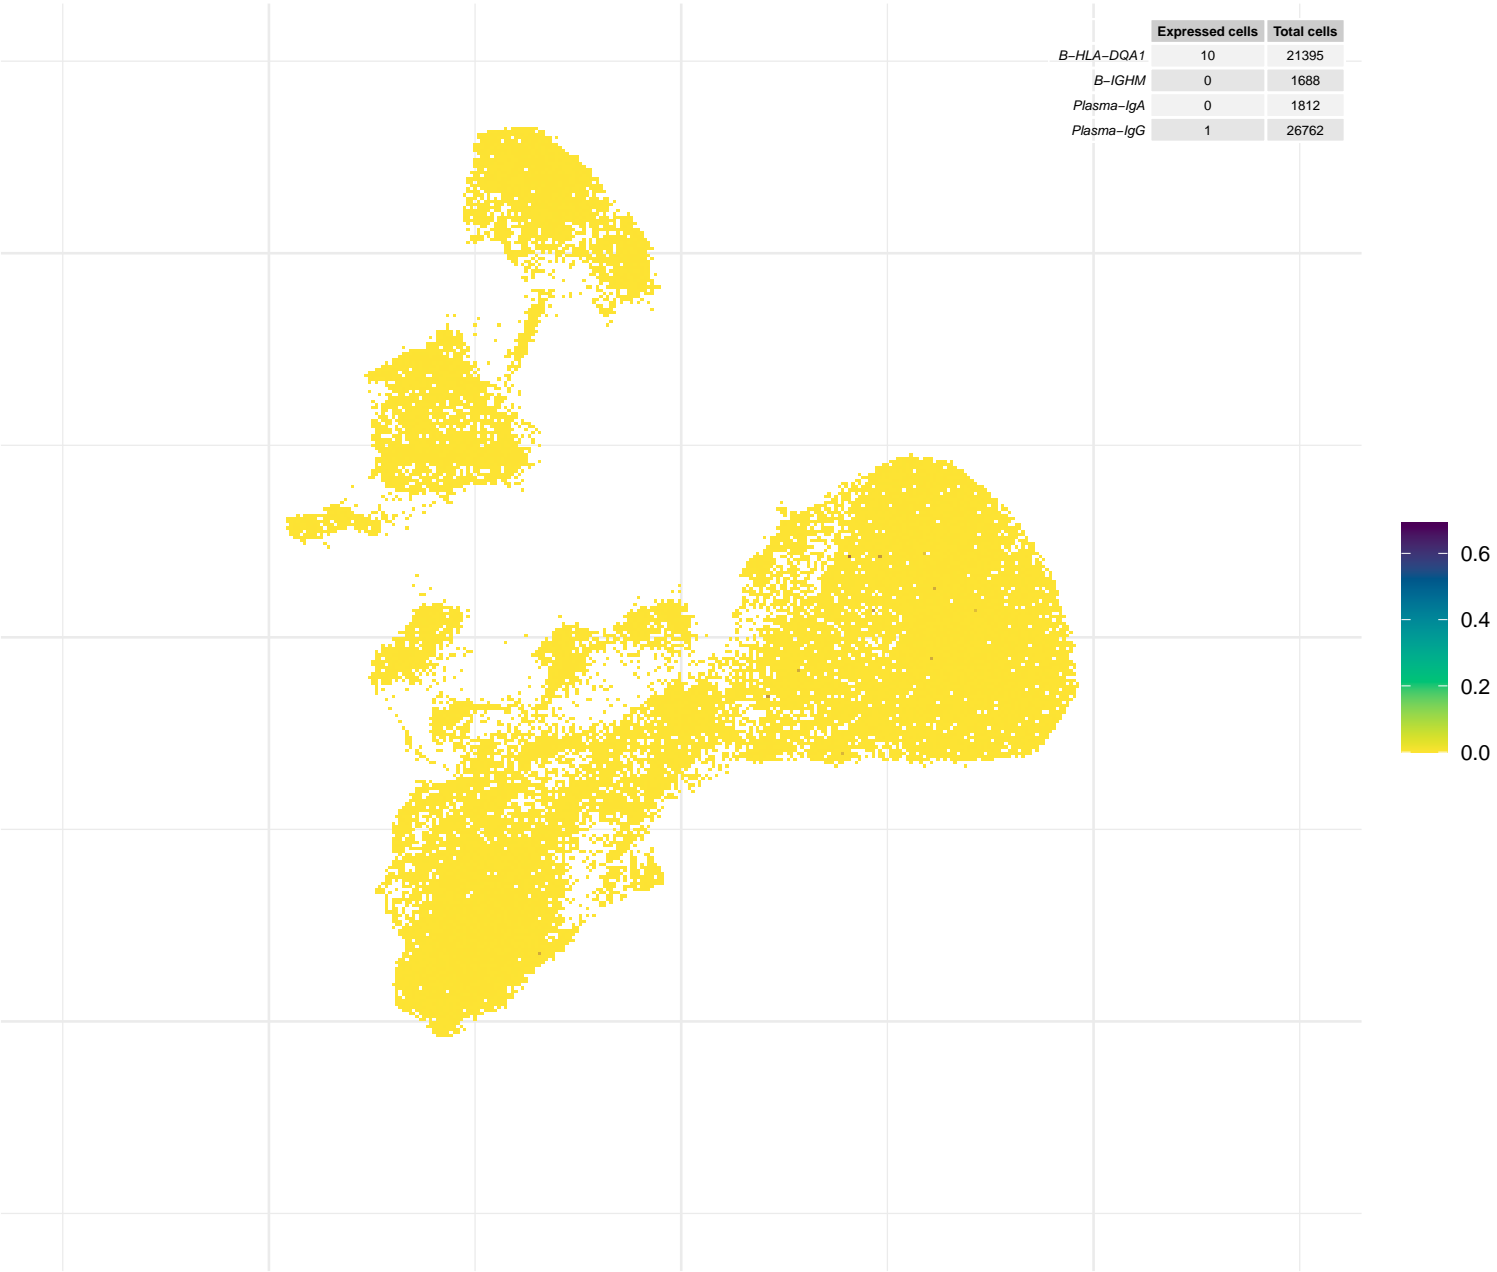 Expressed cells Total cells
B−HLA−DQA1 10 21395
B−IGHM 0 1688
Plasma−IgA 0 1812
Plasma−IgG 1 26762
0.6
0.4
0.2
0.0